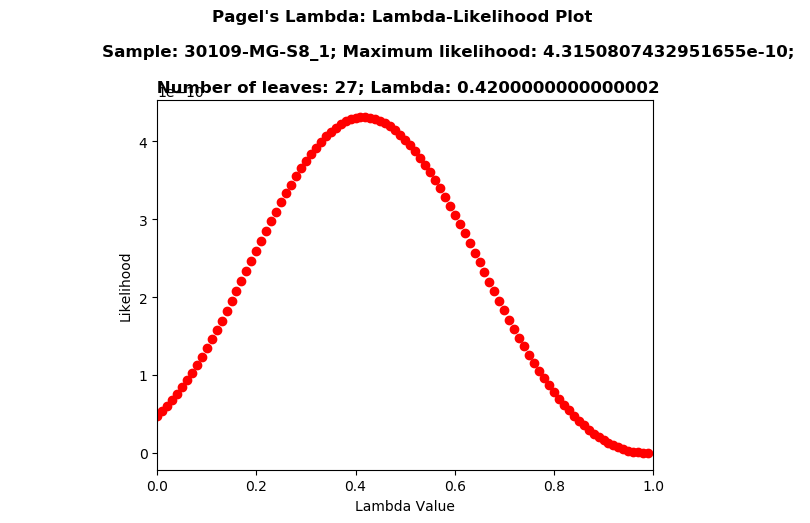 Pagel's Lambda: Lambda-Likelihood Plot
Sample: 30109-MG-S8_1; Maximum likelihood: 4.3150807432951655e-10;
Number of leaves: 27; Lambda: 0.4200000000000002
1e−10
4
3
2
1
0
Likelihood
0.0 0.2 0.4 0.6 0.8 1.0
Lambda Value